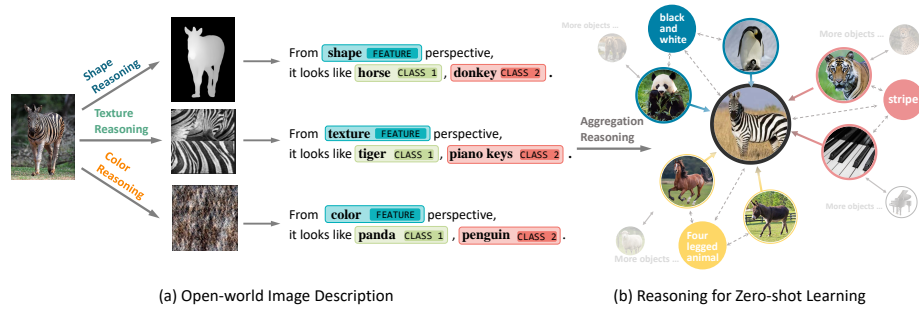 Shape
Reasoning
Texture
Reasoning
Color
Reasoning
From shape FEATURE perspective,
it looks like horse CLASS 1 , donkey CLASS 2 .
From texture FEATURE perspective,
it looks like tiger CLASS 1 , piano keys CLASS 2 .
From color FEATURE perspective,
it looks like panda CLASS 1 , penguin CLASS 2 .
(a) Open-world Image Description
Aggregation
Reasoning
More objects ...
black
and
white
More objects ...
stripe
More objects ...
Four
legged
animal
More objects ...
(b) Reasoning for Zero-shot Learning